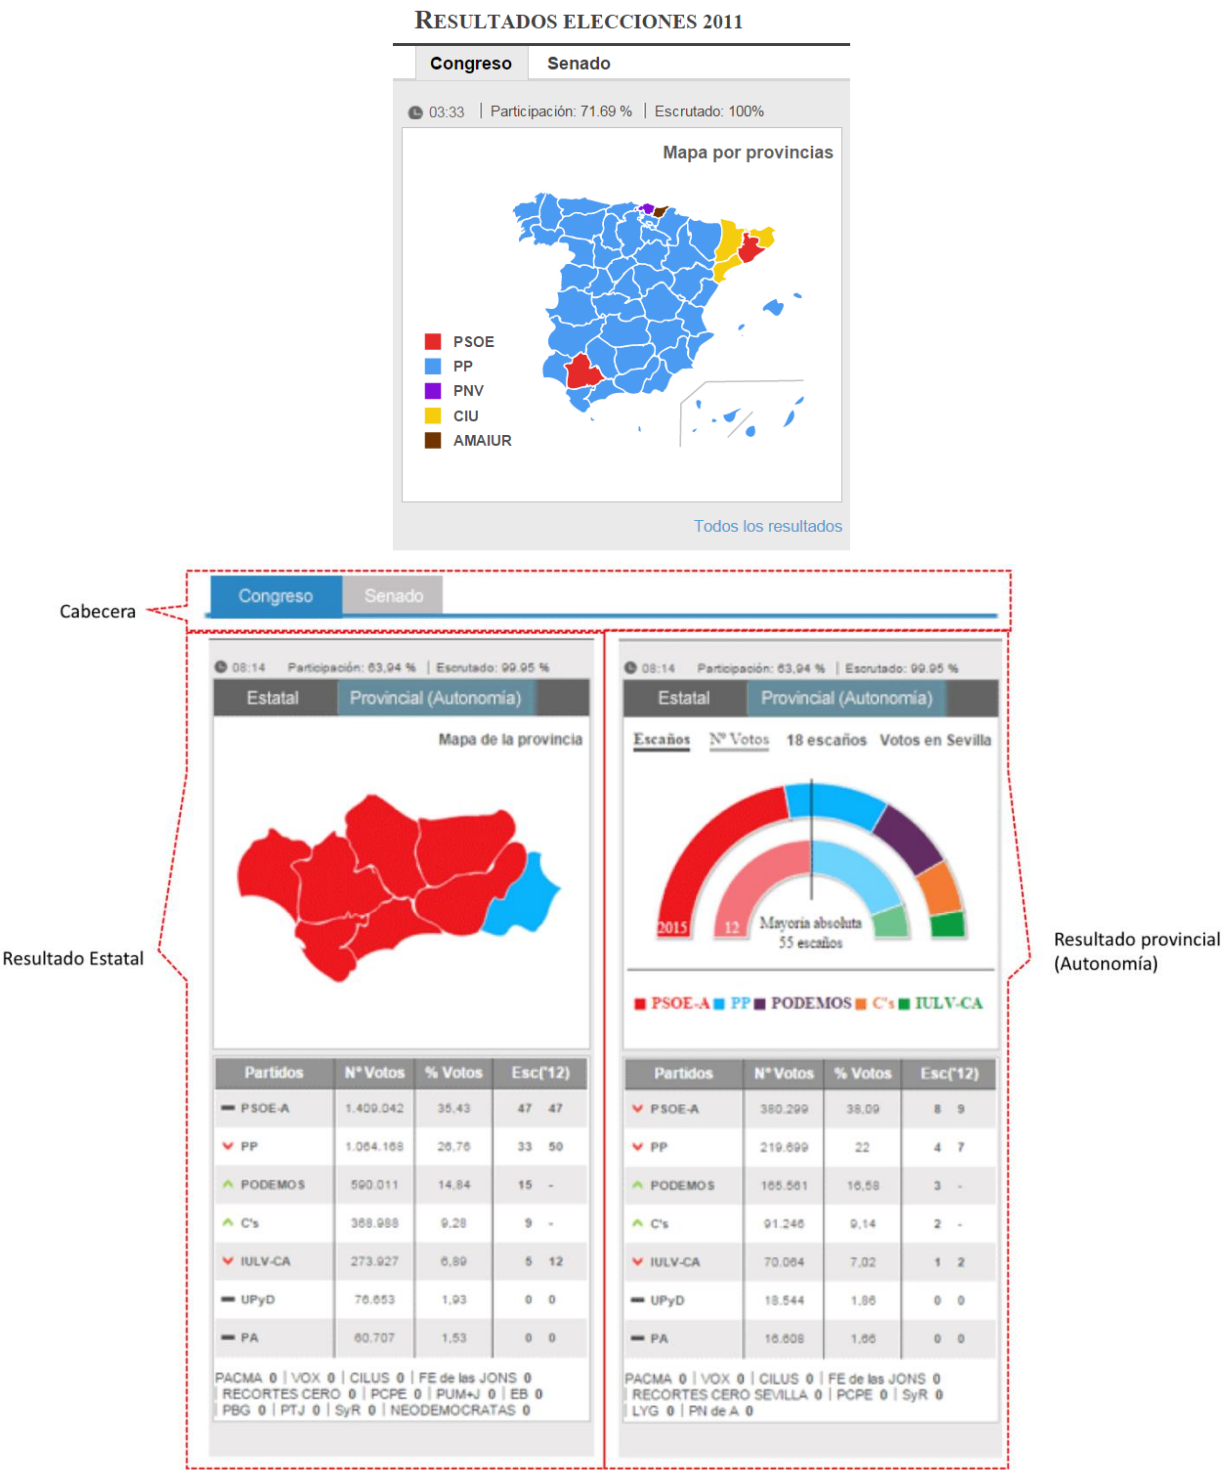 RESULTADOS ELECCIONES 2011
Congreso Senado
03:33 | Participación: 71.69 % | Escrutado: 100%
Mapa por provincias
PSOE
PP
PNV
CIU
AMAIUR
Todos los resultados
Cabecera
Congreso Senado
Resultado Estatal
08:14 Participación: 63,94 % | Escrutado: 99.95 %
Estatal Provincial (Autonomía)
Mapa de la provincia
Partidos Nº Votos % Votos Esc('12)
PSOE-A 1.409.042 35,43 47 47
PP 1.064.168 26,76 33 50
PODEMOS 590.011 14,84 15 -
C's 368.988 9,28 9 -
IULV-CA 273.927 6,89 5 12
UPyD 76.653 1,93 0 0
PA 60.707 1,53 0 0
PACMA 0 | VOX 0 | CILUS 0 | FE de las JONS 0
| RECORTES CERO 0 | PCPE 0 | PUM+J 0 | EB 0
| PBG 0 | PTJ 0 | SyR 0 | NEODEMOCRATAS 0
08:14 Participación: 63,94 % | Escrutado: 99.95 %
Estatal Provincial (Autonomía)
Escaños Nº Votos 18 escaños Votos en Sevilla
2015 12 Mayoría absoluta
55 escaños
PSOE-A PP PODEMOS C's IULV-CA
Partidos Nº Votos % Votos Esc('12)
PSOE-A 380.299 38,09 8 9
PP 219.699 22 4 7
PODEMOS 165.561 16,58 3 -
C's 91.246 9,14 2 -
IULV-CA 70.064 7,02 1 2
UPyD 18.544 1,86 0 0
PA 16.608 1,66 0 0
PACMA 0 | VOX 0 | CILUS 0 | FE de las JONS 0
| RECORTES CERO SEVILLA 0 | PCPE 0 | SyR 0
| LYG 0 | PN de A 0
Resultado provincial
(Autonomía)